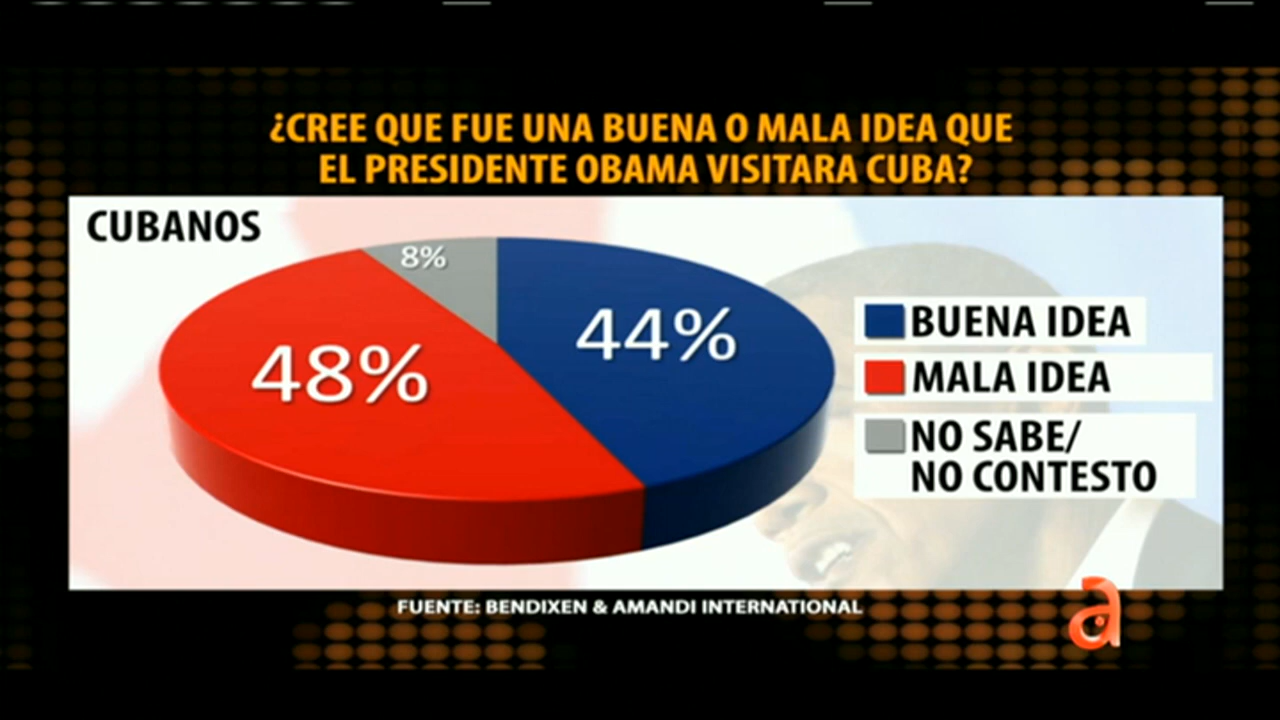 ¿CREE QUE FUE UNA BUENA O MALA IDEA QUE
EL PRESIDENTE OBAMA VISITARA CUBA?
CUBANOS
8%
44%
48%
BUENA IDEA
MALA IDEA
NO SABE/
NO CONTESTO
FUENTE: BENDIXEN & AMANDI INTERNATIONAL
a